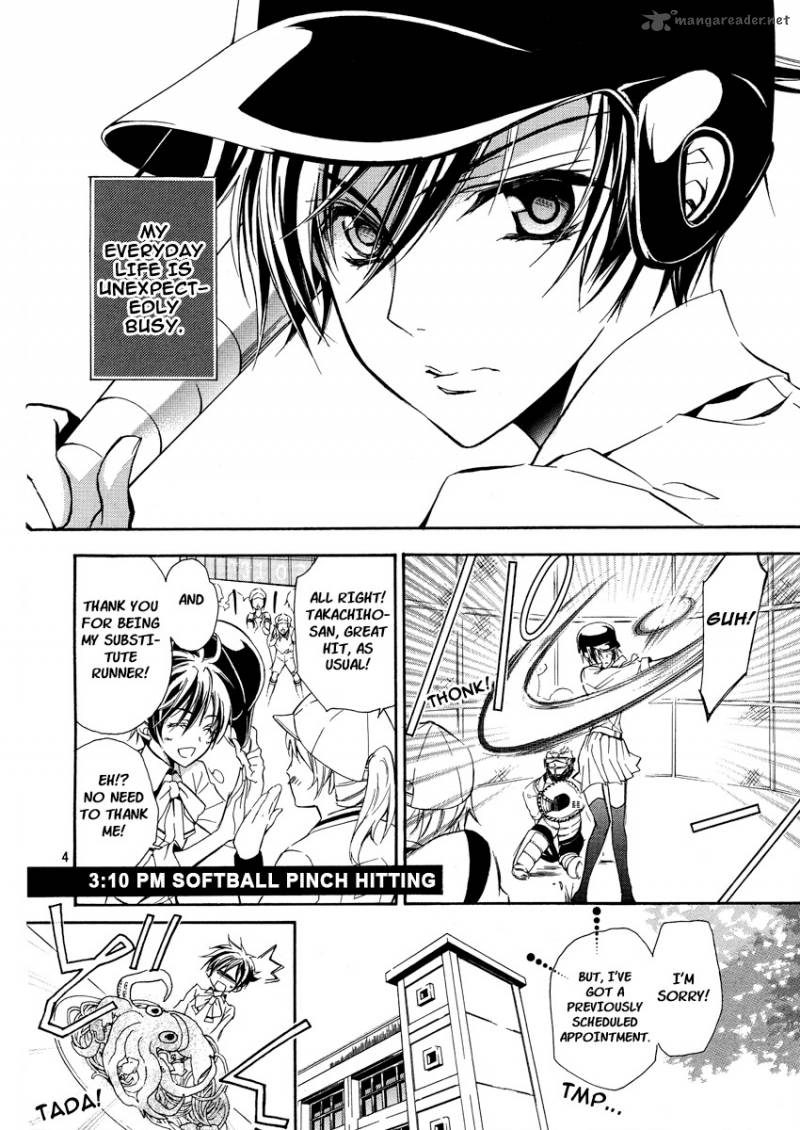 mangareader.net
MY
EVERYDAY
LIFE IS
UNEXPECT-
EDLY
BUSY.
GUH!
THONK!
ALL RIGHT!
TAKACHIHO-
SAN, GREAT
HIT, AS
USUAL!
AND
THANK YOU
FOR BEING
MY SUBSTI-
TUTE
RUNNER!
EH!?
NO NEED
TO THANK
ME!
4
3:10 PM SOFTBALL PINCH HITTING
I'M
SORRY!
BUT, I'VE
GOT A
PREVIOUSLY
SCHEDULED
APPOINTMENT.
TMP...
TADA!